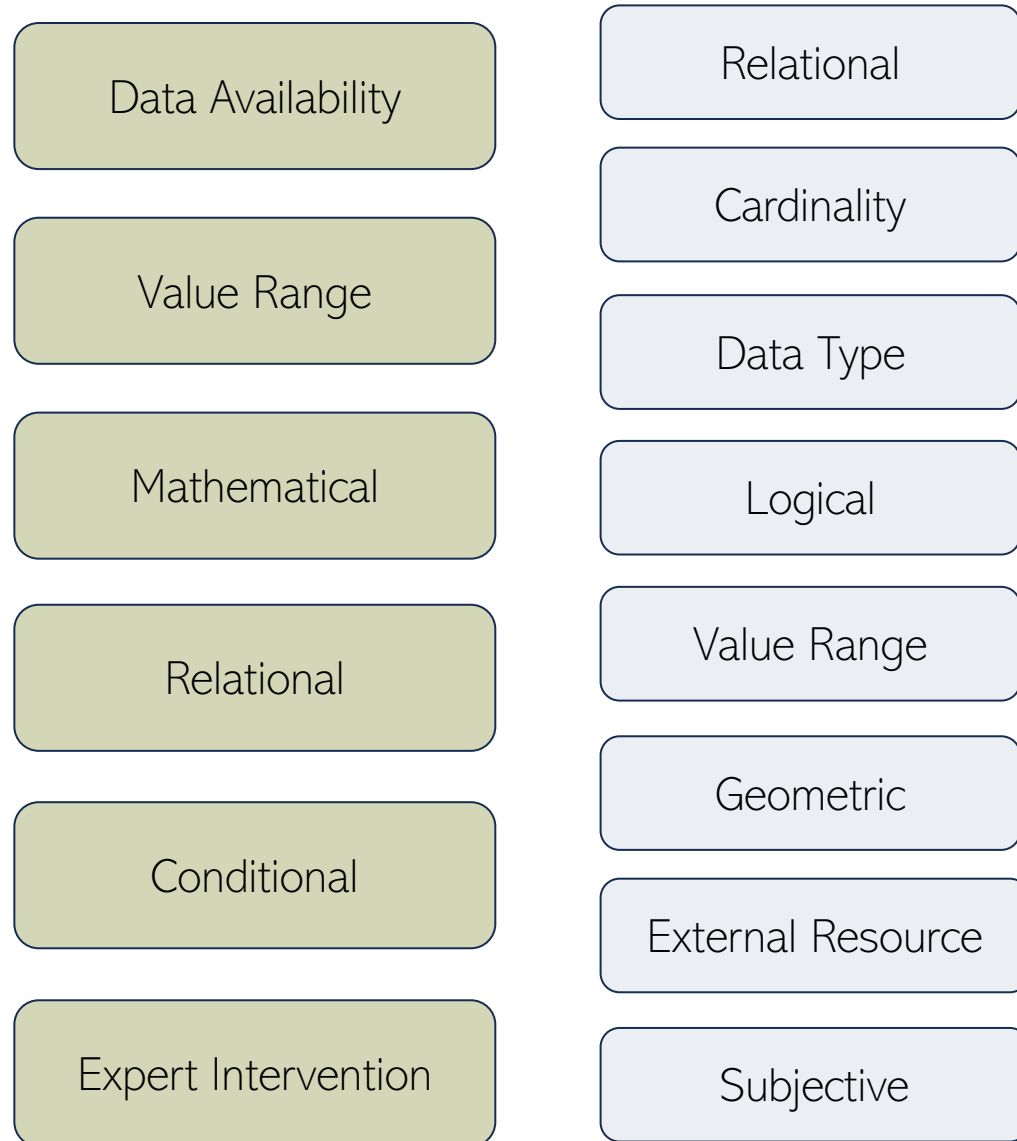 Data Availability
Value Range
Mathematical
Relational
Conditional
Expert Intervention
Relational
Cardinality
Data Type
Logical
Value Range
Geometric
External Resource
Subjective